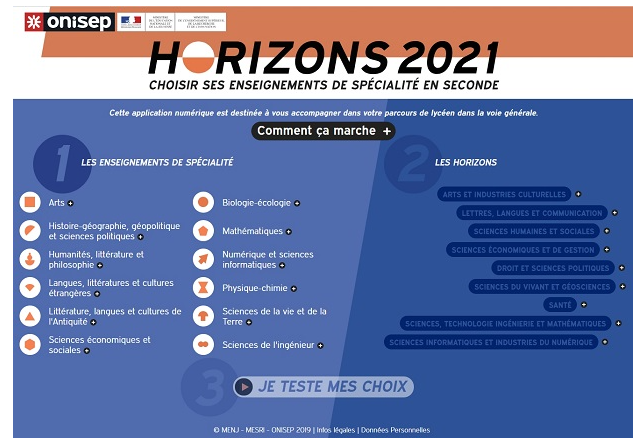 onisep
HORIZONS 2021
CHOISIR SES ENSEIGNEMENTS DE SPÉCIALITÉ EN SECONDE
Cette application numérique est destinée à vous accompagner dans votre parcours de lycéen dans la voie générale.
Comment ça marche +
1 LES ENSEIGNEMENTS DE SPÉCIALITÉ
Arts +
Histoire-géographie, géopolitique
et sciences politiques +
Humanités, littérature et
philosophie +
Langues, littératures et cultures
étrangères +
Littérature, langues et cultures de
l'Antiquité +
Sciences économiques et
sociales +
Biologie-écologie +
Mathématiques +
Numérique et sciences
informatiques +
Physique-chimie +
Sciences de la vie et de la
Terre +
Sciences de l'ingénieur +
2 LES HORIZONS
ARTS ET INDUSTRIES CULTURELLES +
LETTRES, LANGUES ET COMMUNICATION +
SCIENCES HUMAINES ET SOCIALES +
SCIENCES ÉCONOMIQUES ET DE GESTION +
DROIT ET SCIENCES POLITIQUES +
SCIENCES DU VIVANT ET GÉOSCIENCES +
SANTÉ +
SCIENCES, TECHNOLOGIE INGÉNIERIE ET MATHÉMATIQUES +
SCIENCES INFORMATIQUES ET INDUSTRIES DU NUMÉRIQUE +
3 JE TESTE MES CHOIX
© MENJ - MESRI - ONISEP 2019 | Infos légales | Données Personnelles